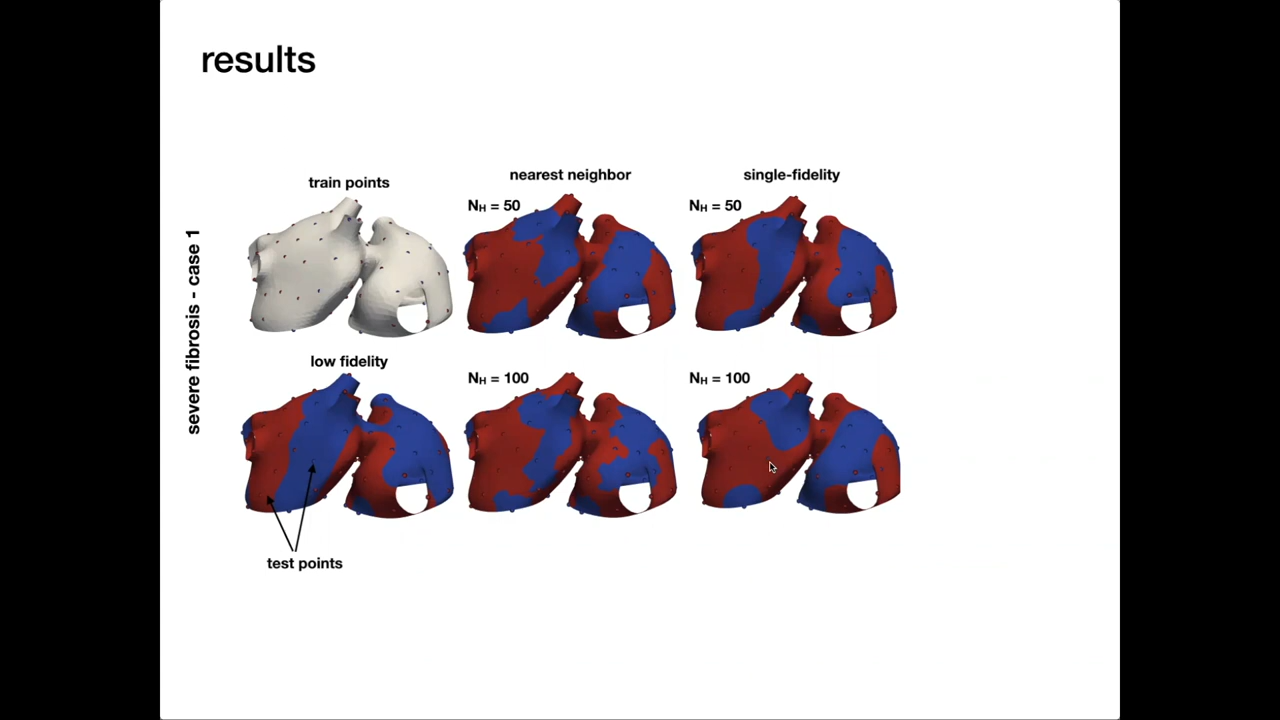 results
train points
nearest neighbor
single-fidelity
NH = 50
NH = 50
severe fibrosis - case 1
low fidelity
NH = 100
NH = 100
test points